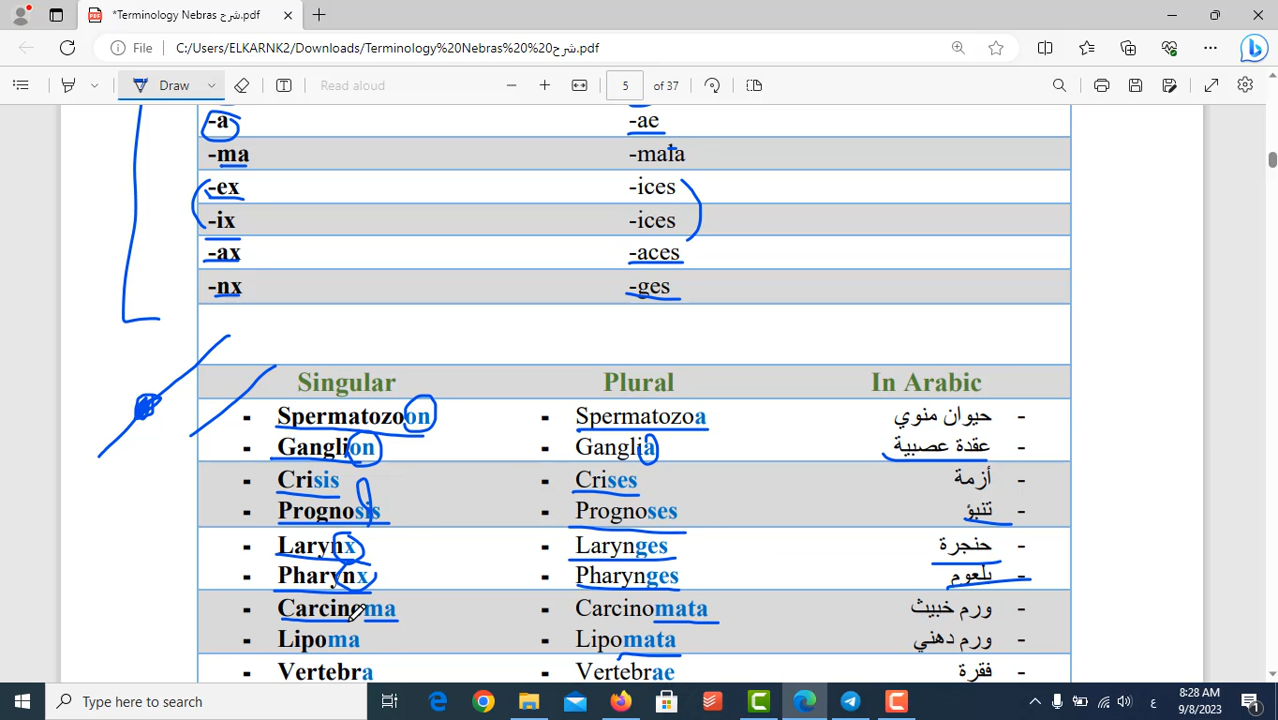 *Terminology Nebras شرح.pdf
File C:/Users/ELKARNK2/Downloads/Terminology%20Nebras%20%20شرح.pdf
Draw Read aloud 5 of 37
-a -ae
-ma -mata
-ex -ices
-ix -ices
-ax -aces
-nx -ges
Singular Plural In Arabic
- Spermatozoon - Spermatozoa - حيوان منوي
- Ganglion - Ganglia - عقدة عصبية
- Crisis - Crises - أزمة
- Prognosis - Prognoses - تنبؤ
- Larynx - Larynges - حنجرة
- Pharynx - Pharynges - بلعوم
- Carcinoma - Carcinomata - ورم خبيث
- Lipoma - Lipomata - ورم دهني
Vertebra Vertebrae فقرة
Type here to search
ع
8:28 AM
9/8/2023